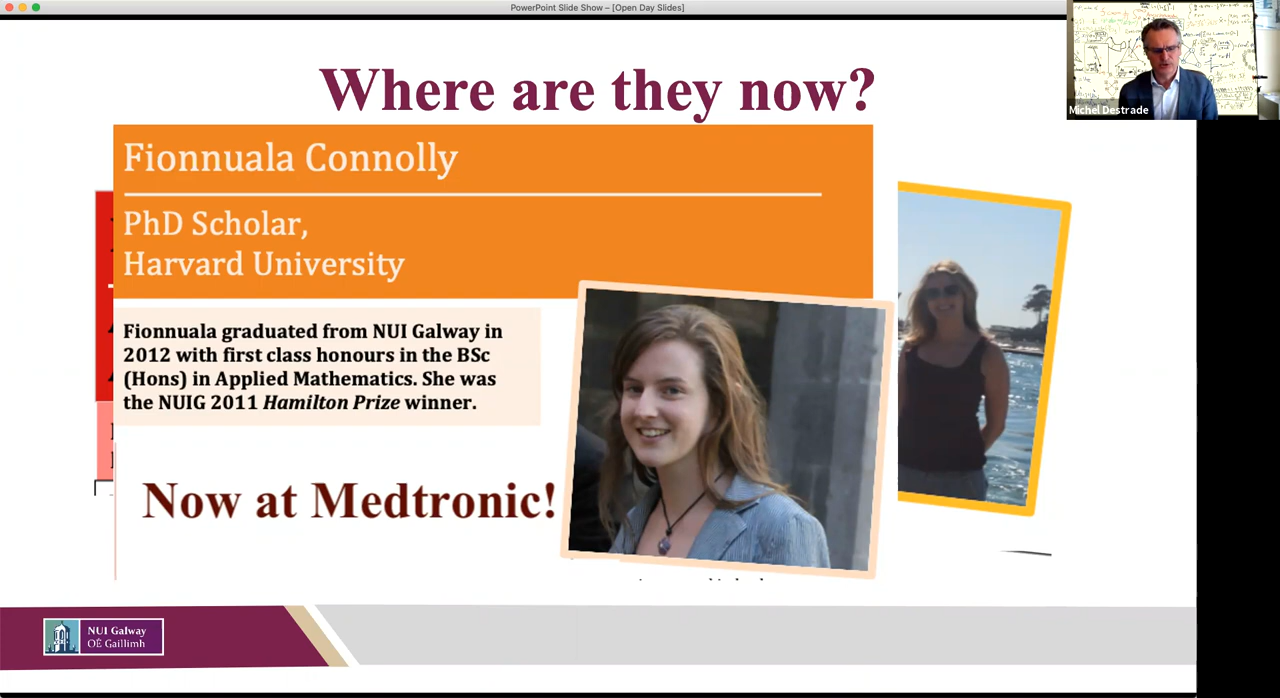 PowerPoint Slide Show – [Open Day Slides]
Michel Destrade
Where are they now?
Fionnuala Connolly
PhD Scholar,
Harvard University
Fionnuala graduated from NUI Galway in
2012 with first class honours in the BSc
(Hons) in Applied Mathematics. She was
the NUIG 2011 Hamilton Prize winner.
Now at Medtronic!
NUI Galway
OÉ Gaillimh